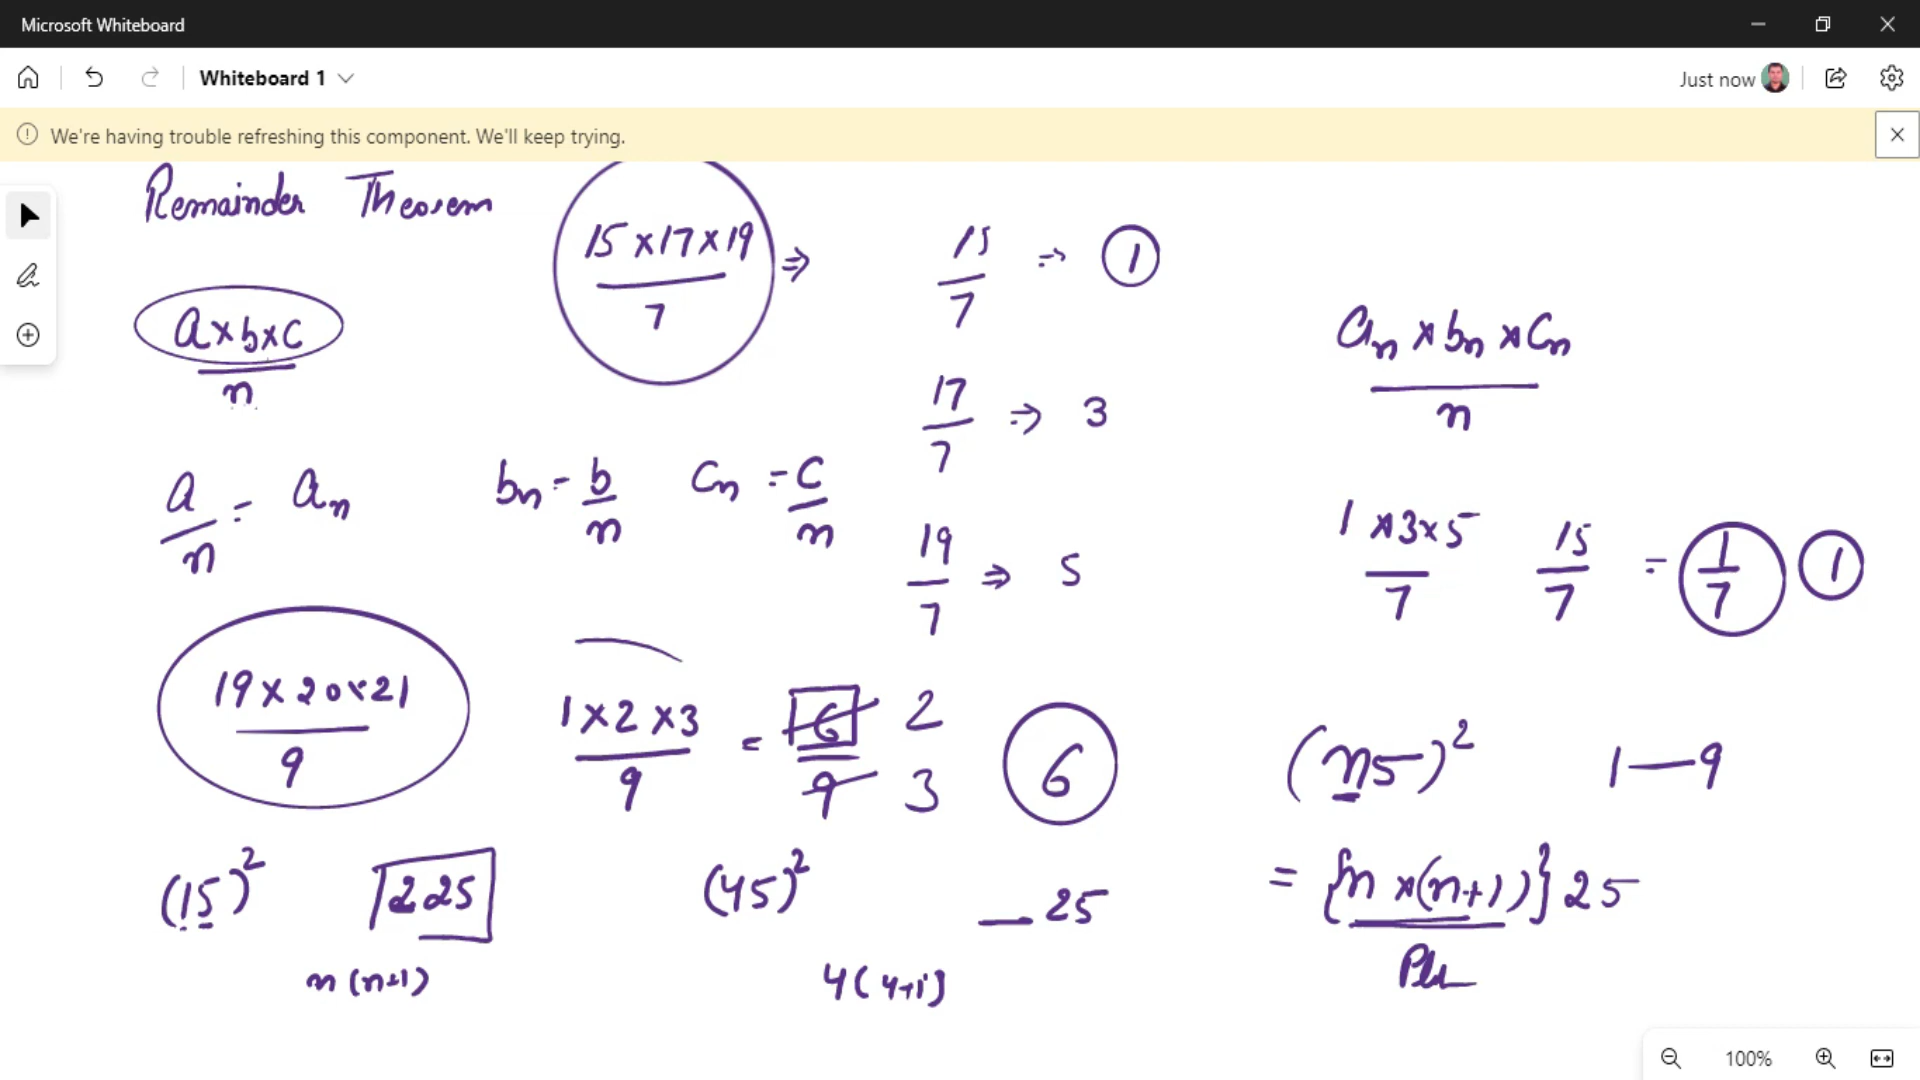 Microsoft Whiteboard
Whiteboard 1
Just now
We're having trouble refreshing this component. We'll keep trying.
Remainder Theorem
15 x 17 x 19 / 7 ⇒
15/7 ⇒ 1
a x b x c / n
an x bn x cn / n
17/7 ⇒ 3
a/n = an
bn = b/n
cn = c/n
19/7 ⇒ 5
1 x 3 x 5 / 7
15/7 = 1/7 1
19 x 20 x 21 / 9
1 x 2 x 3 / 9 = 6/9 2/3 6
(n5)² 1—9
(15)² 225
(45)² __25
= {n x (n+1)} 25
n (n+1)
4 (4+1)
100%